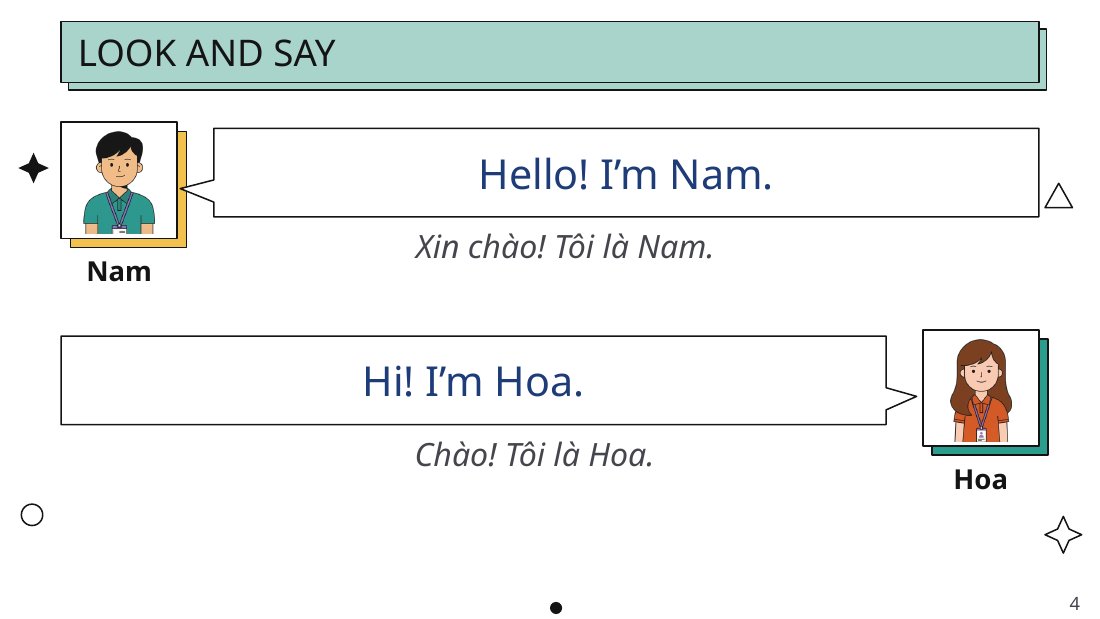 LOOK AND SAY
Hello! I’m Nam.
Xin chào! Tôi là Nam.
Nam
Hi! I’m Hoa.
Chào! Tôi là Hoa.
Hoa
4